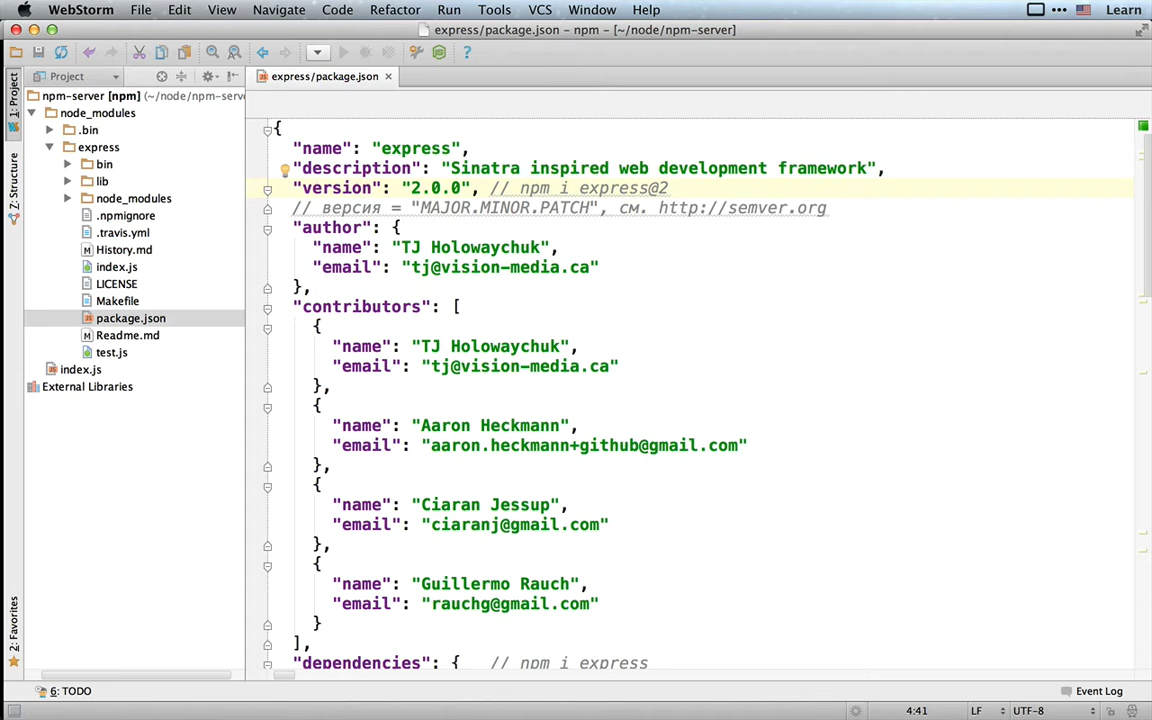 WebStorm File Edit View Navigate Code Refactor Run Tools VCS Window Help Learn
express/package.json – npm – [~/node/npm-server]
Project
express/package.json
1: Project
7: Structure
2: Favorites
npm-server [npm] (~/node/npm-serv
node_modules
.bin
express
bin
lib
node_modules
.npmignore
.travis.yml
History.md
index.js
LICENSE
Makefile
package.json
Readme.md
test.js
index.js
External Libraries
{
"name": "express",
"description": "Sinatra inspired web development framework",
"version": "2.0.0", // npm i express@2
// версия = "MAJOR.MINOR.PATCH", см. http://semver.org
"author": {
"name": "TJ Holowaychuk",
"email": "tj@vision-media.ca"
},
"contributors": [
{
"name": "TJ Holowaychuk",
"email": "tj@vision-media.ca"
},
{
"name": "Aaron Heckmann",
"email": "aaron.heckmann+github@gmail.com"
},
{
"name": "Ciaran Jessup",
"email": "ciaranj@gmail.com"
},
{
"name": "Guillermo Rauch",
"email": "rauchg@gmail.com"
}
],
"dependencies": { // npm i express
6: TODO
Event Log
4:41 LF UTF-8